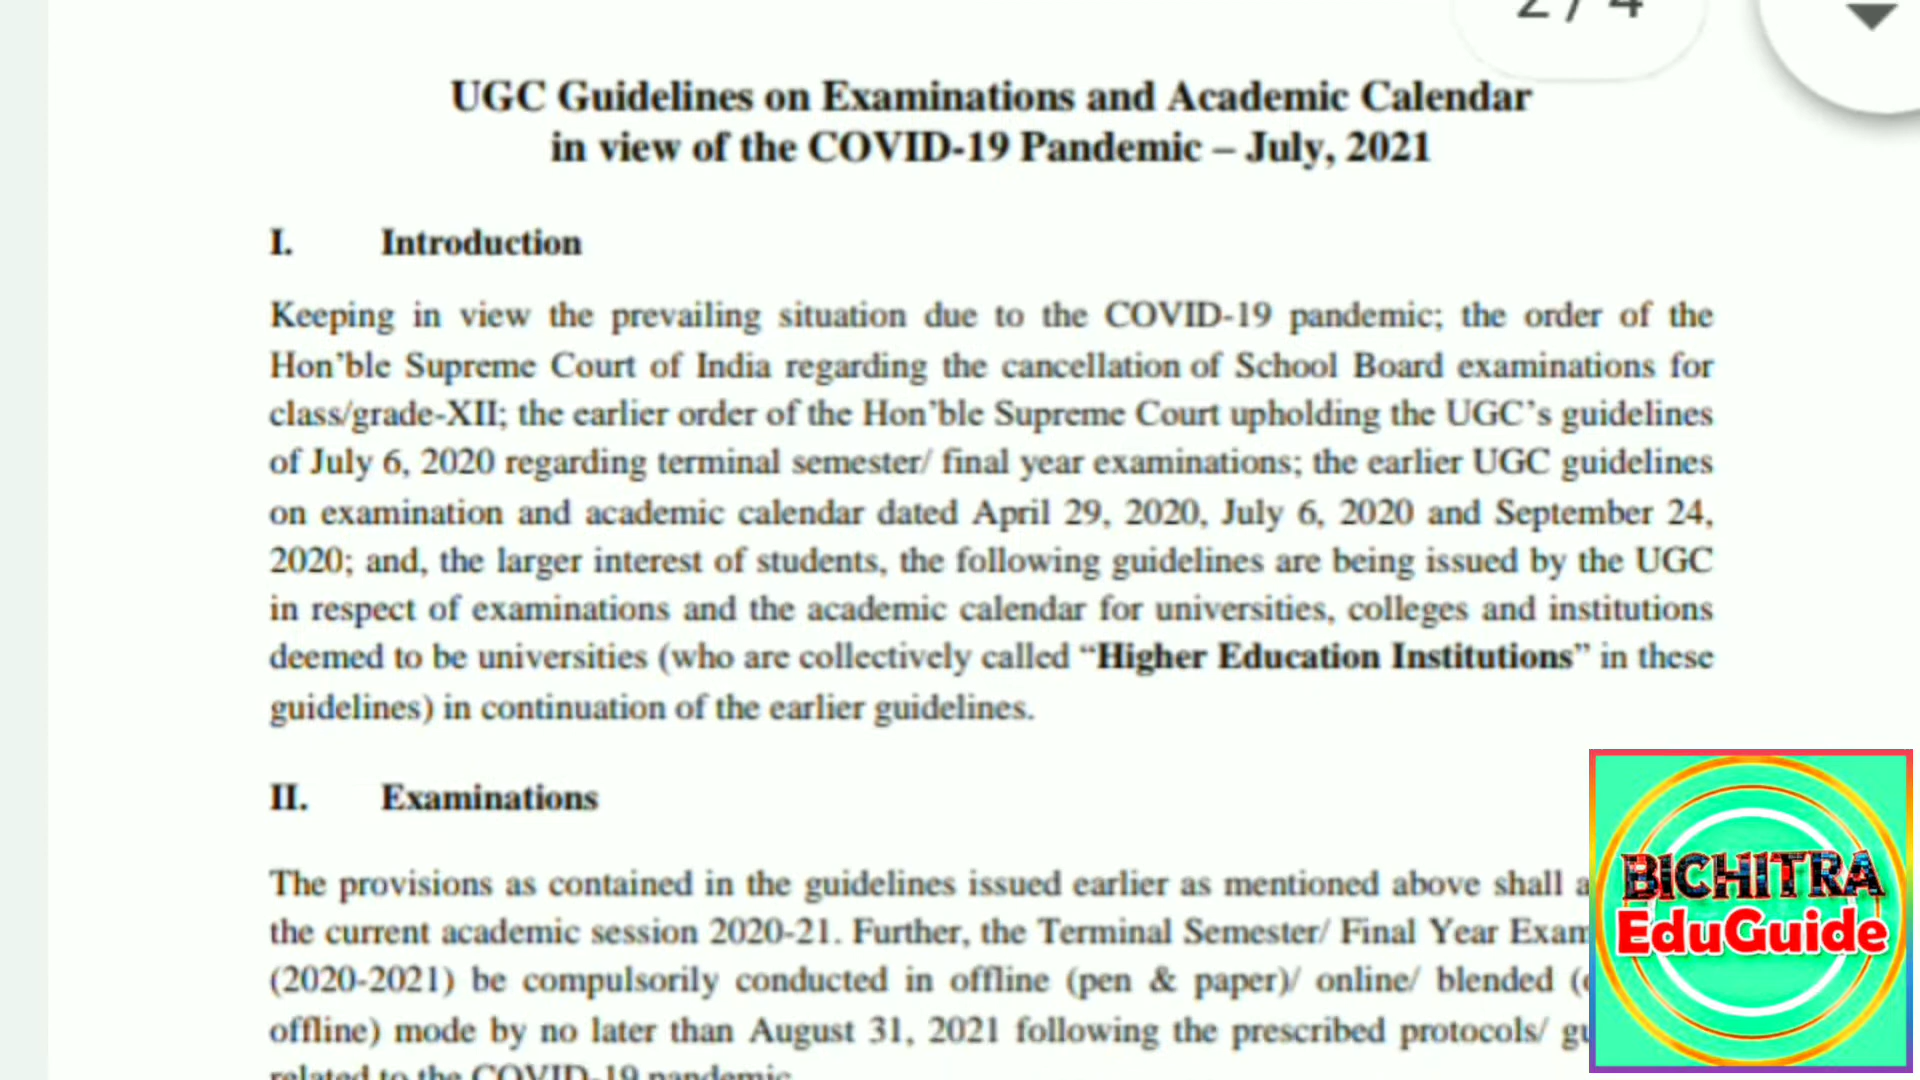 2 / 4
UGC Guidelines on Examinations and Academic Calendar
in view of the COVID-19 Pandemic – July, 2021
I. Introduction
Keeping in view the prevailing situation due to the COVID-19 pandemic; the order of the
Hon’ble Supreme Court of India regarding the cancellation of School Board examinations for
class/grade-XII; the earlier order of the Hon’ble Supreme Court upholding the UGC’s guidelines
of July 6, 2020 regarding terminal semester/ final year examinations; the earlier UGC guidelines
on examination and academic calendar dated April 29, 2020, July 6, 2020 and September 24,
2020; and, the larger interest of students, the following guidelines are being issued by the UGC
in respect of examinations and the academic calendar for universities, colleges and institutions
deemed to be universities (who are collectively called “Higher Education Institutions” in these
guidelines) in continuation of the earlier guidelines.
II. Examinations
The provisions as contained in the guidelines issued earlier as mentioned above shall
the current academic session 2020-21. Further, the Terminal Semester/ Final Year Exam
(2020-2021) be compulsorily conducted in offline (pen & paper)/ online/ blended
offline) mode by no later than August 31, 2021 following the prescribed protocols/
related to the COVID-19 pandemic
BICHITRA
EduGuide